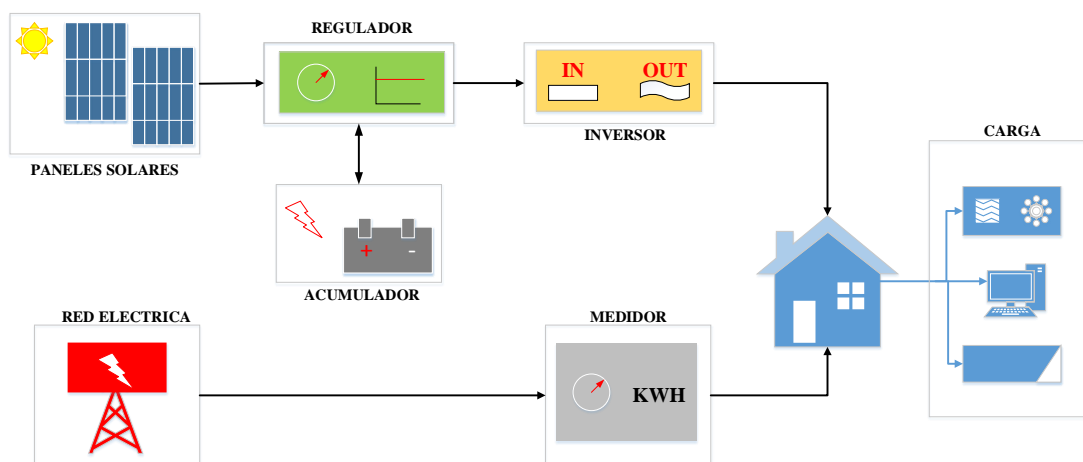 REGULADOR
IN
OUT
INVERSOR
CARGA
PANELES SOLARES
+
-
ACUMULADOR
RED ELECTRICA
MEDIDOR
KWH